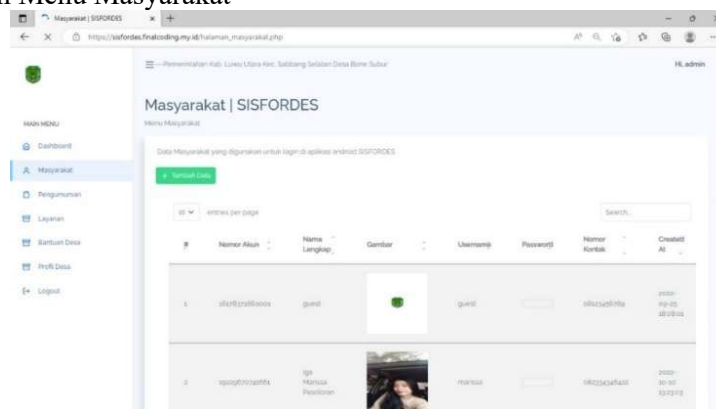 Menu Masyarakat
Masyarakat | SISFORDES
https://sisfordes.finalcoding.my.id/halaman_masyarakat.php
Pemerintahan Kab. Luwu Utara Kec. Sabbang Selatan Desa Bone Subur
Hi, admin
Masyarakat | SISFORDES
Menu Masyarakat
MAIN MENU
Dashboard
Masyarakat
Pengumuman
Layanan
Bantuan Desa
Profil Desa
Logout
Data Masyarakat yang digunakan untuk login di aplikasi android SISFORDES
+ Tambah Data
10 entries per page
Search...
# Nomor Akun Nama Lengkap Gambar Username Password Nomor Kontak Created At
1 guest guest
2 Marissa marissa